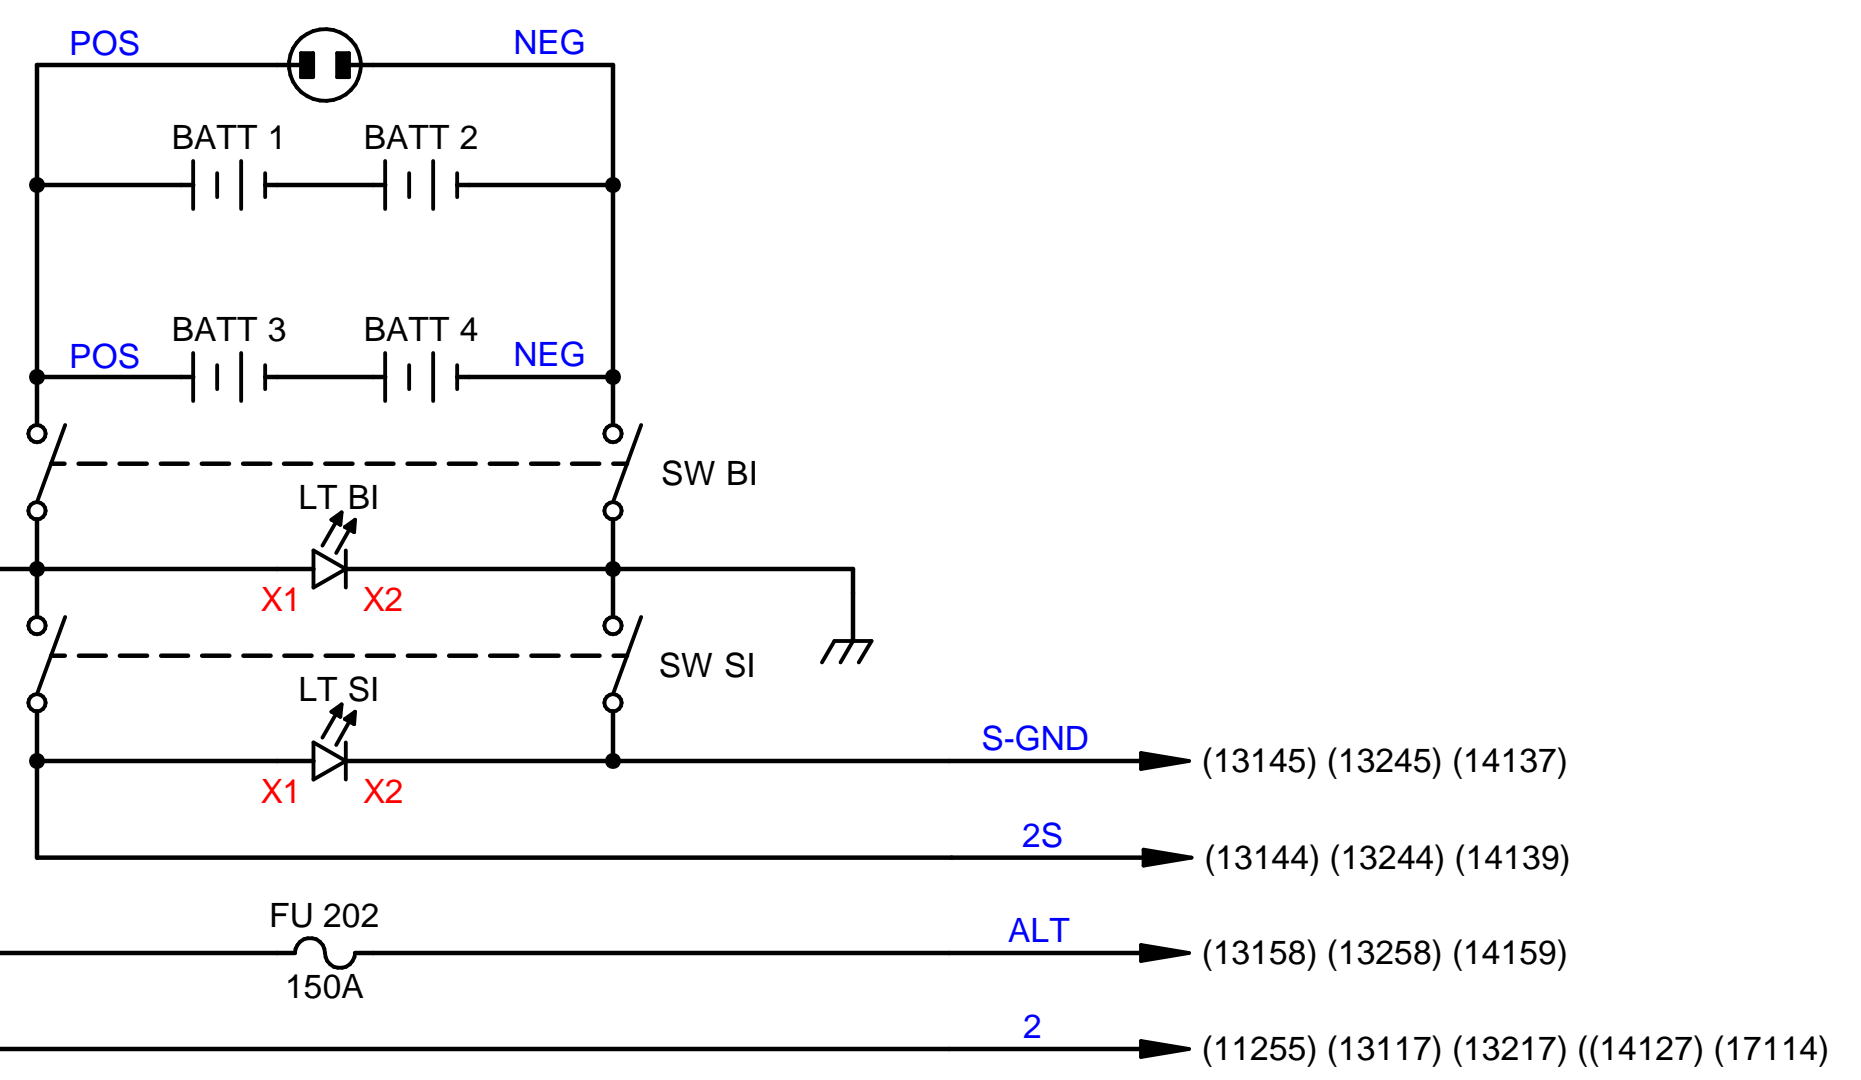 POS NEG
BATT 1 BATT 2
BATT 3 BATT 4
POS NEG
SW BI
LT BI
X1 X2
SW SI
LT SI
S-GND
(13145) (13245) (14137)
X1 X2
2S
(13144) (13244) (14139)
FU 202
ALT
(13158) (13258) (14159)
150A
2
(11255) (13117) (13217) ((14127) (17114)